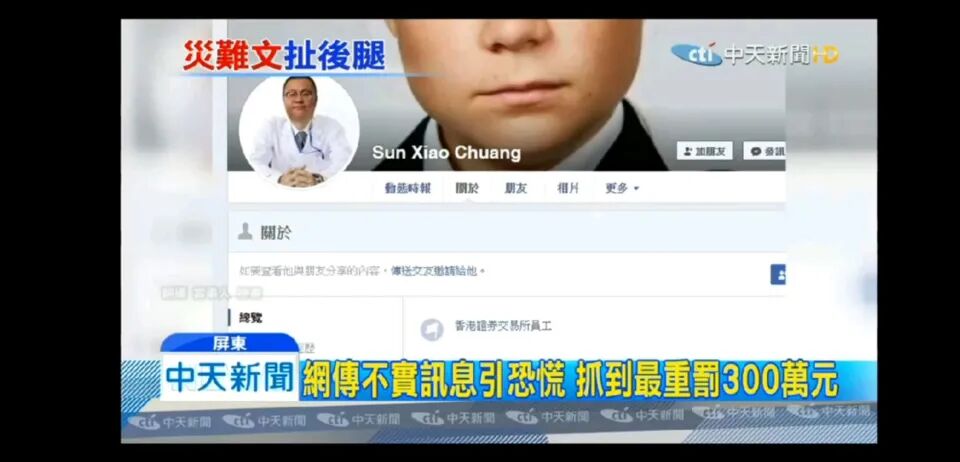 災難文扯後腿
cti 中天新聞HD
Sun Xiao Chuang
加朋友
發訊
動態時報 關於 朋友 相片 更多
關於
如要查看他與朋友分享的內容，傳送交友邀請給他。
總覽
香港證券交易所員工
屏東
中天新聞
網傳不實訊息引恐慌 抓到最重罰300萬元
cti 中天新聞 cti 中天新聞 cti 中天新聞 cti 中天新聞 cti 中天新聞 cti 中天新聞 cti 中天新聞 cti 中天新聞